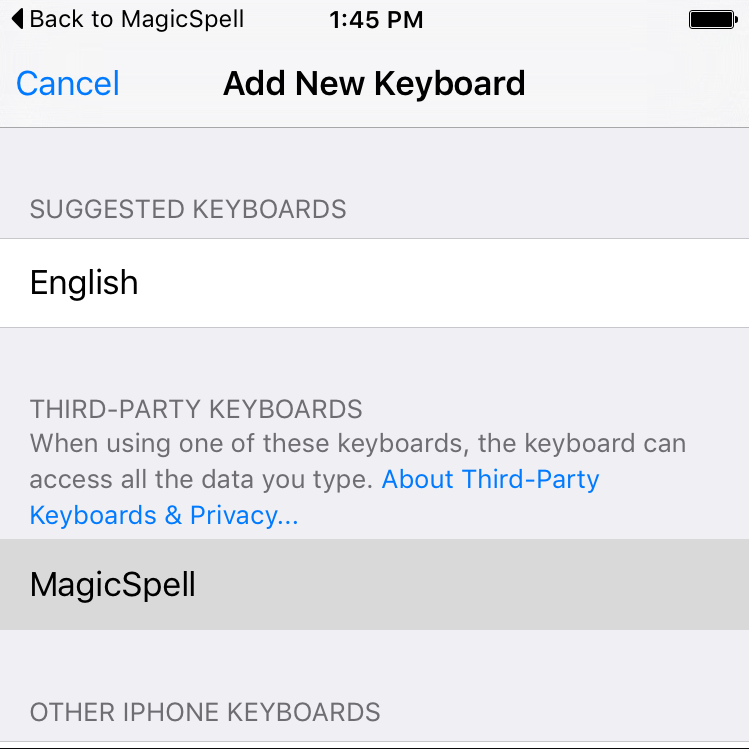 Back to MagicSpell 1:45 PM
Cancel Add New Keyboard
SUGGESTED KEYBOARDS
English
THIRD-PARTY KEYBOARDS
When using one of these keyboards, the keyboard can
access all the data you type. About Third-Party
Keyboards & Privacy...
MagicSpell
OTHER IPHONE KEYBOARDS